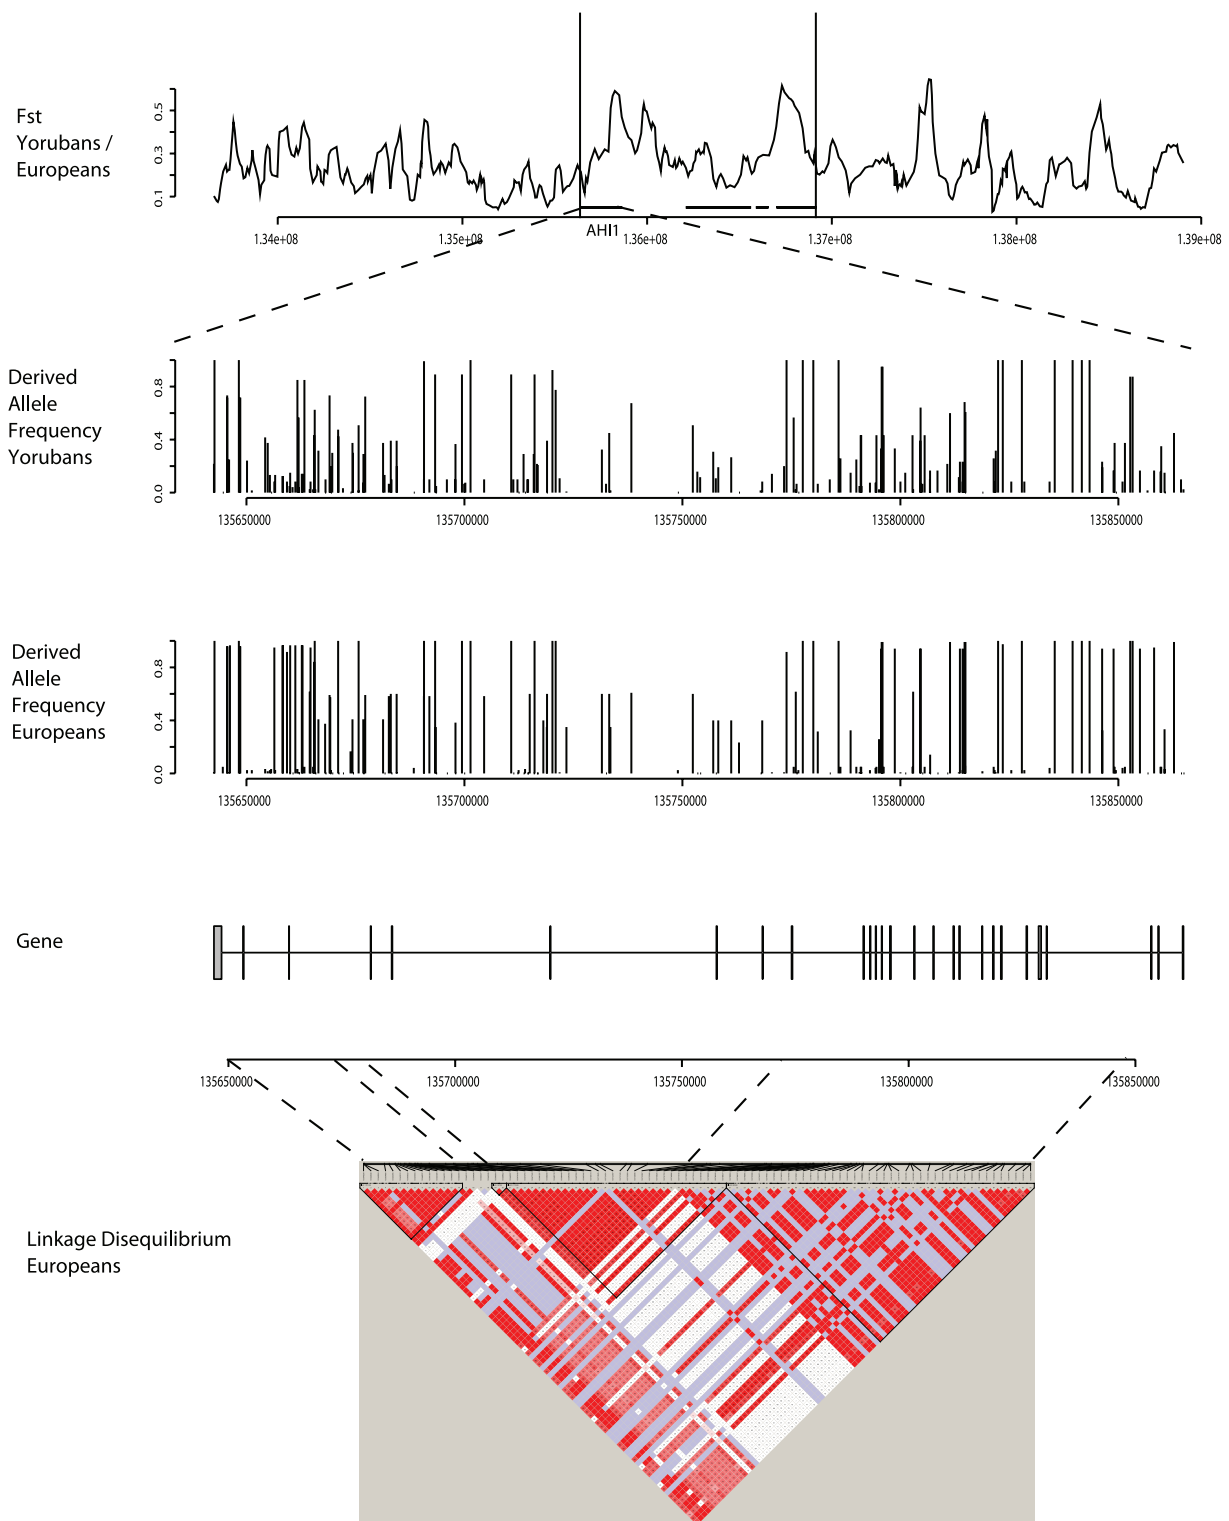 Fst
Yorubans /
Europeans
0.5
0.3
0.1
AHI1
1.34e+08 1.35e+08 1.36e+08 1.37e+08 1.38e+08 1.39e+08
Derived
Allele
Frequency
Yorubans
0.8
0.4
0.0
135650000 135700000 135750000 135800000 135850000
Derived
Allele
Frequency
Europeans
0.8
0.4
0.0
135650000 135700000 135750000 135800000 135850000
Gene
135650000 135700000 135750000 135800000 135850000
Linkage Disequilibrium
Europeans